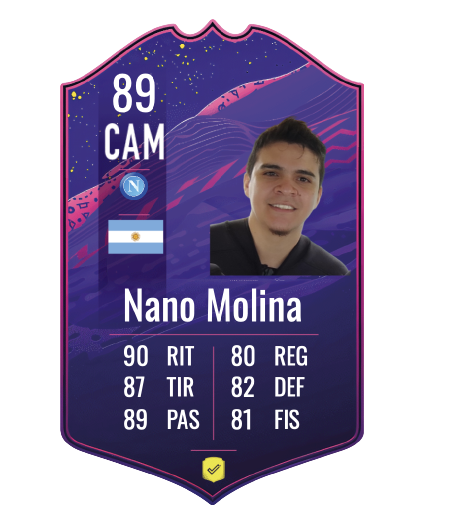 89
CAM
N
Nano Molina
90 RIT 80 REG
87 TIR 82 DEF
89 PAS 81 FIS